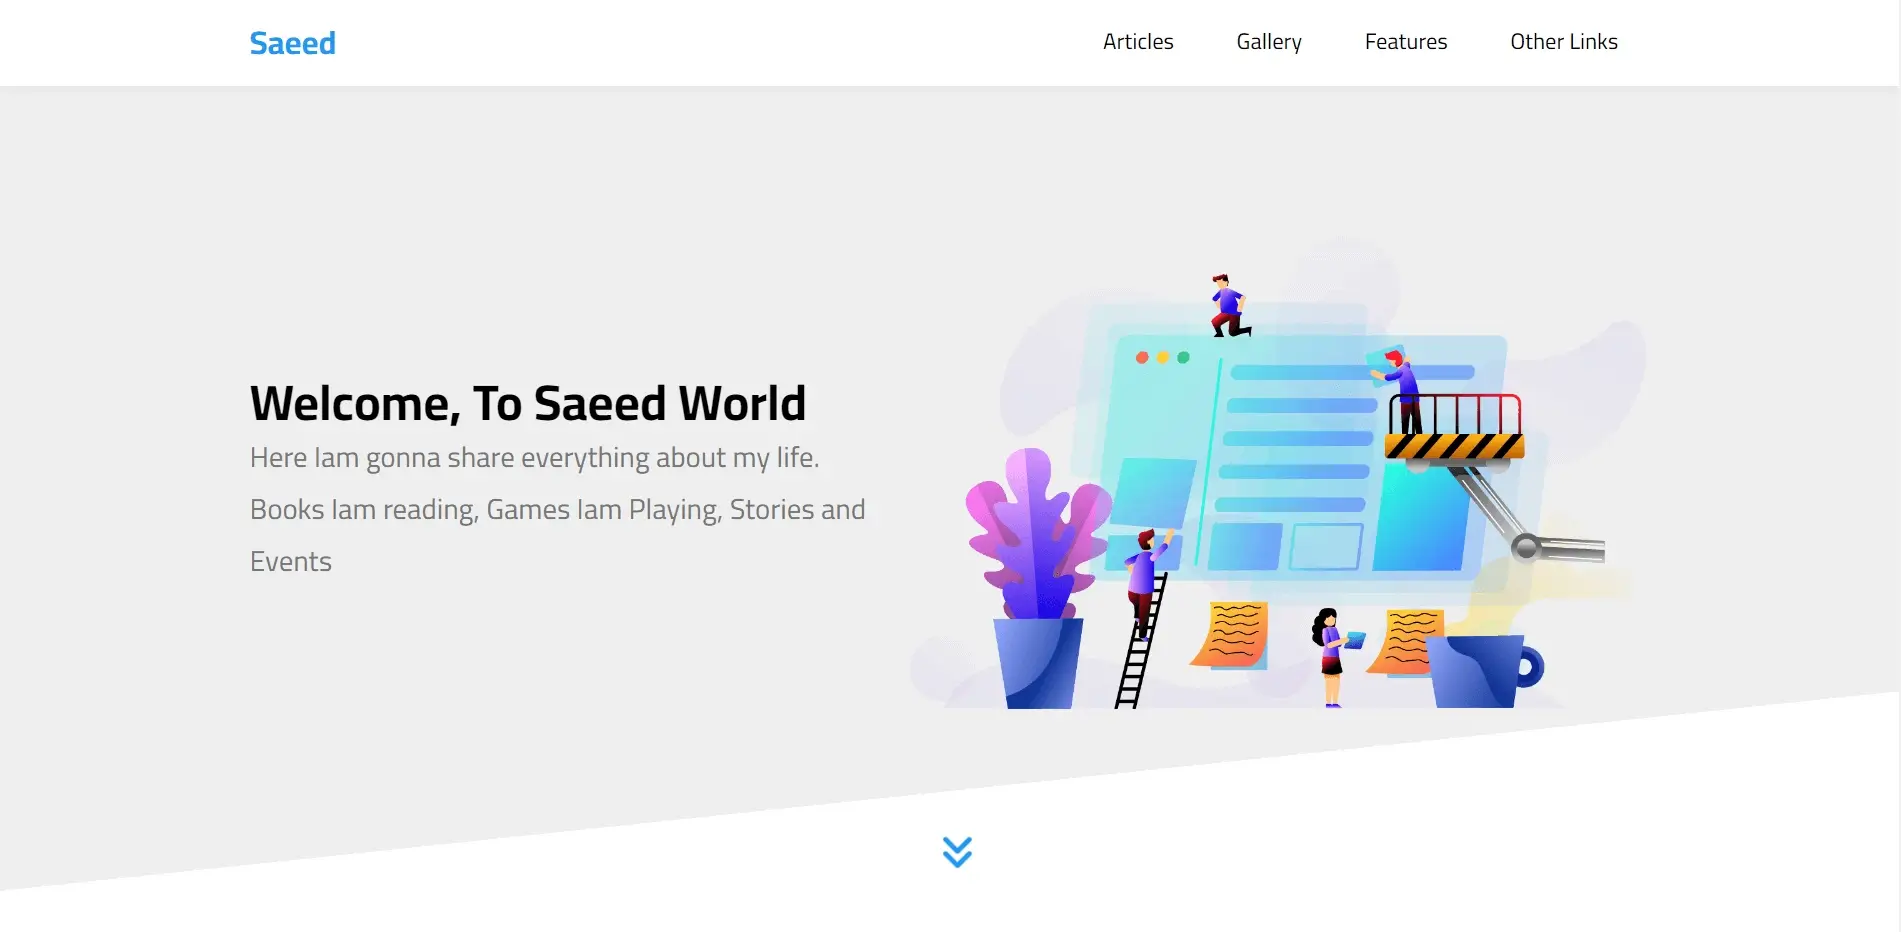 Saeed
Articles
Gallery
Features
Other Links
Welcome, To Saeed World
Here Iam gonna share everything about my life.
Books Iam reading, Games Iam Playing, Stories and
Events